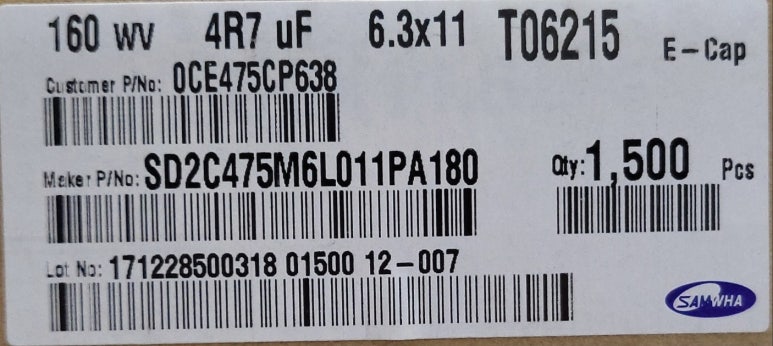 160 WV 4R7 uF 6.3x11 T06215 E-Cap
Customer P/No: 0CE475CP638
Maker P/No: SD2C475M6L011PA180 Qty: 1,500 Pcs
Lot No: 171228500318 01500 12-007
SAMWHA